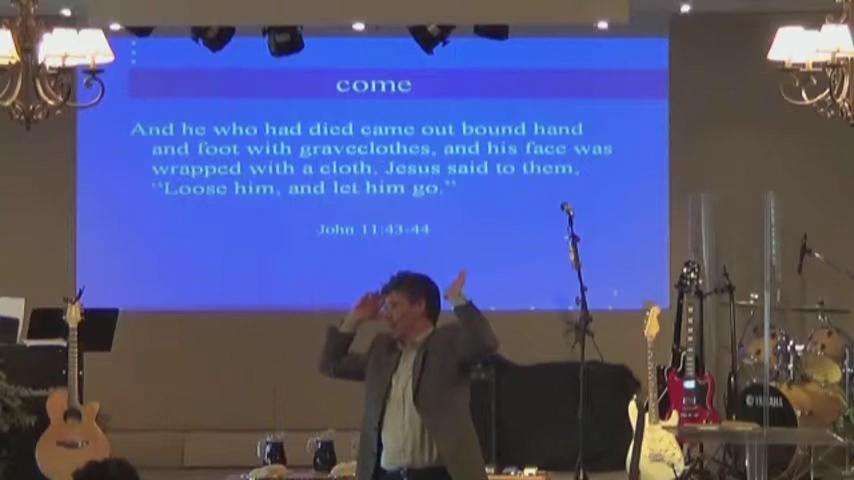 come
And he who had died came out bound hand
and foot with graveclothes, and his face was
wrapped with a cloth. Jesus said to them,
"Loose him, and let him go."
John 11:43-44
YAMAHA